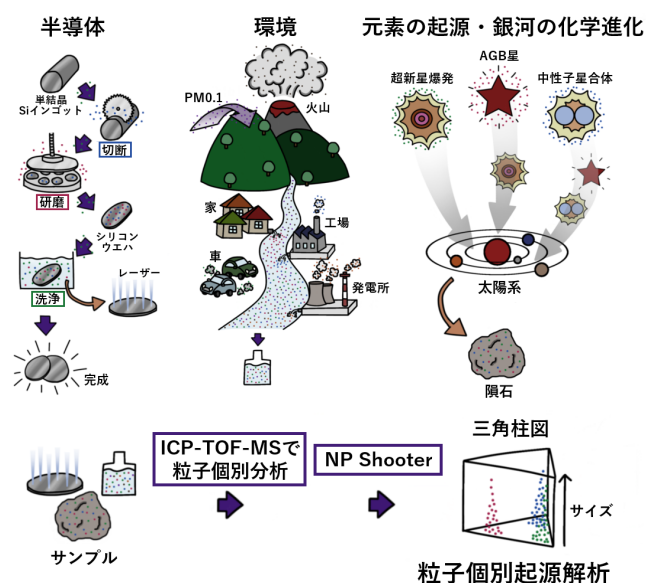 半導体
単結晶
Siインゴット
切断
研磨
シリコン
ウエハ
洗浄
レーザー
完成
環境
PM0.1
火山
家
工場
車
発電所
元素の起源・銀河の化学進化
AGB星
超新星爆発
中性子星合体
太陽系
隕石
サンプル
ICP-TOF-MSで
粒子個別分析
NP Shooter
三角柱図
サイズ
粒子個別起源解析